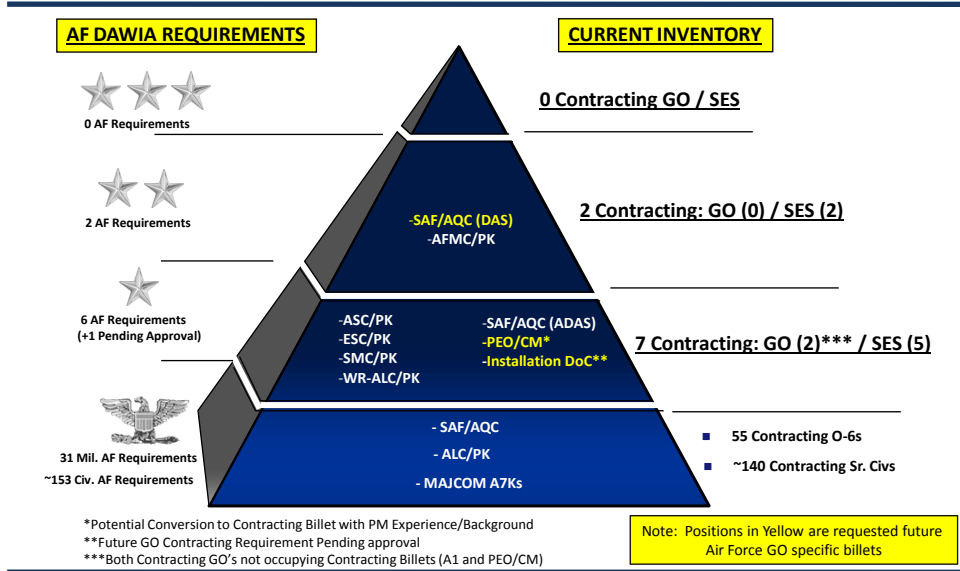 AF DAWIA REQUIREMENTS
CURRENT INVENTORY
0 AF Requirements
0 Contracting GO / SES
2 AF Requirements
-SAF/AQC (DAS)
-AFMC/PK
2 Contracting: GO (0) / SES (2)
6 AF Requirements
(+1 Pending Approval)
-ASC/PK
-ESC/PK
-SMC/PK
-WR-ALC/PK
-SAF/AQC (ADAS)
-PEO/CM*
-Installation DoC**
7 Contracting: GO (2)*** / SES (5)
31 Mil. AF Requirements
~153 Civ. AF Requirements
- SAF/AQC
- ALC/PK
- MAJCOM A7Ks
■ 55 Contracting O-6s
■ ~140 Contracting Sr. Civs
*Potential Conversion to Contracting Billet with PM Experience/Background
**Future GO Contracting Requirement Pending approval
***Both Contracting GO's not occupying Contracting Billets (A1 and PEO/CM)
Note: Positions in Yellow are requested future
Air Force GO specific billets